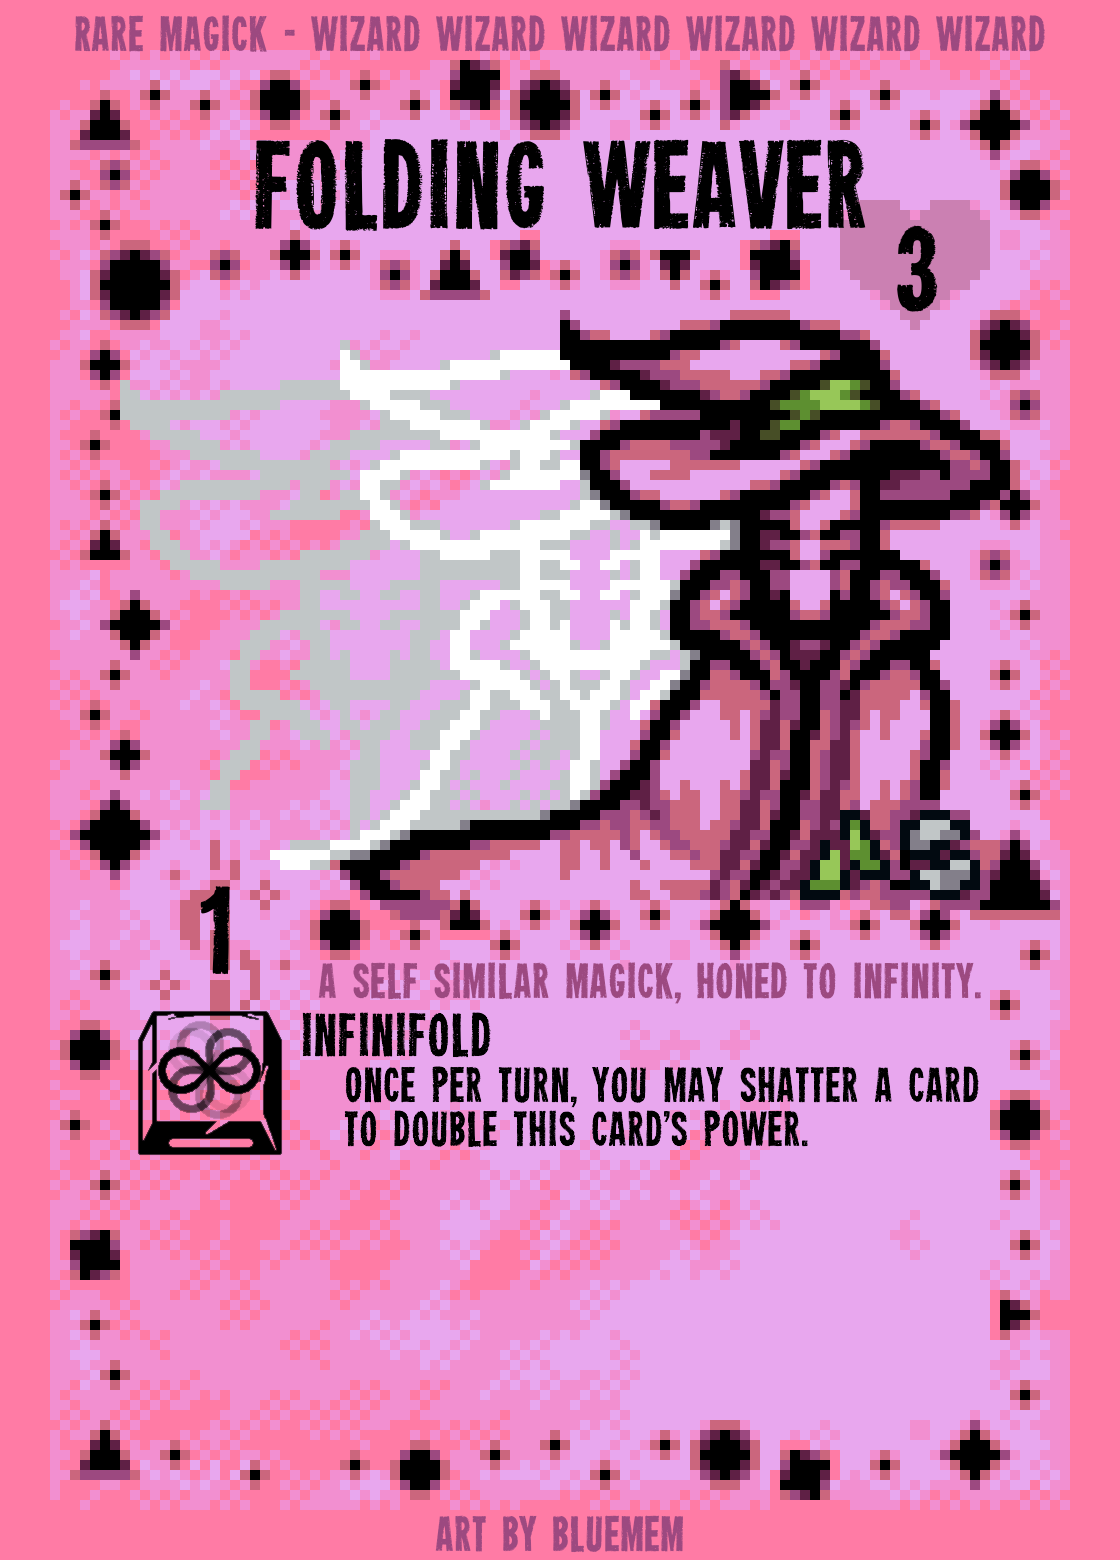 RARE MAGICK - WIZARD WIZARD WIZARD WIZARD WIZARD WIZARD
FOLDING WEAVER
3
1
A SELF SIMILAR MAGICK, HONED TO INFINITY.
INFINIFOLD
ONCE PER TURN, YOU MAY SHATTER A CARD
TO DOUBLE THIS CARD'S POWER.
ART BY BLUEMEM